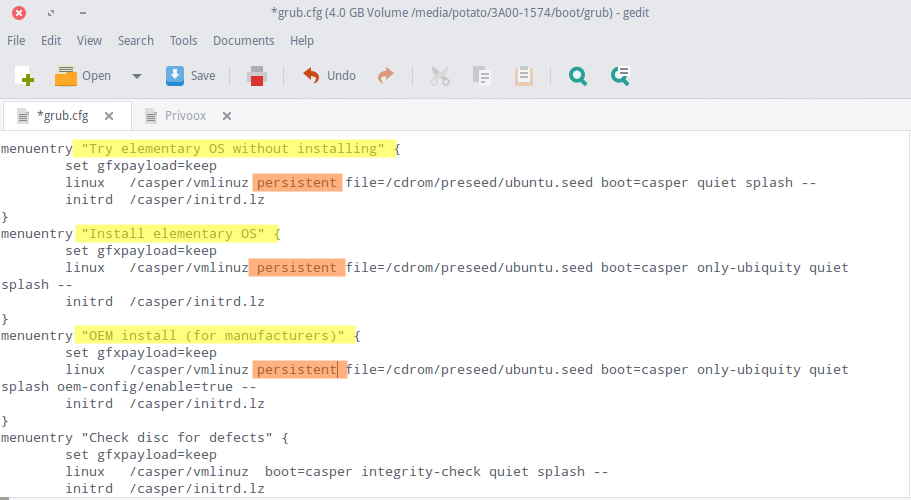 *grub.cfg (4.0 GB Volume /media/potato/3A00-1574/boot/grub) - gedit
File Edit View Search Tools Documents Help
Open Save Undo
*grub.cfg Privoox
menuentry "Try elementary OS without installing" {
set gfxpayload=keep
linux /casper/vmlinuz persistent file=/cdrom/preseed/ubuntu.seed boot=casper quiet splash --
initrd /casper/initrd.lz
}
menuentry "Install elementary OS" {
set gfxpayload=keep
linux /casper/vmlinuz persistent file=/cdrom/preseed/ubuntu.seed boot=casper only-ubiquity quiet
splash --
initrd /casper/initrd.lz
}
menuentry "OEM install (for manufacturers)" {
set gfxpayload=keep
linux /casper/vmlinuz persistent file=/cdrom/preseed/ubuntu.seed boot=casper only-ubiquity quiet
splash oem-config/enable=true --
initrd /casper/initrd.lz
}
menuentry "Check disc for defects" {
set gfxpayload=keep
linux /casper/vmlinuz boot=casper integrity-check quiet splash --
initrd /casper/initrd.lz